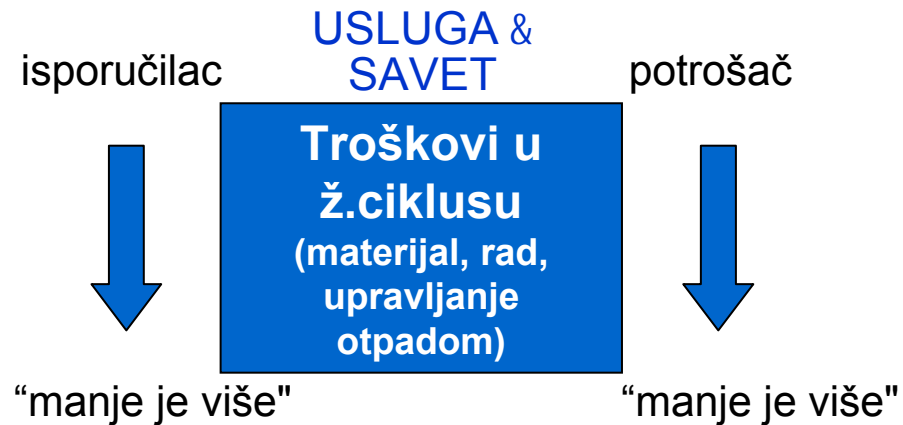 USLUGA &
isporučilac SAVET potrošač
Troškovi u
ž.ciklusu
(materijal, rad,
upravljanje
otpadom)
“manje je više" “manje je više"